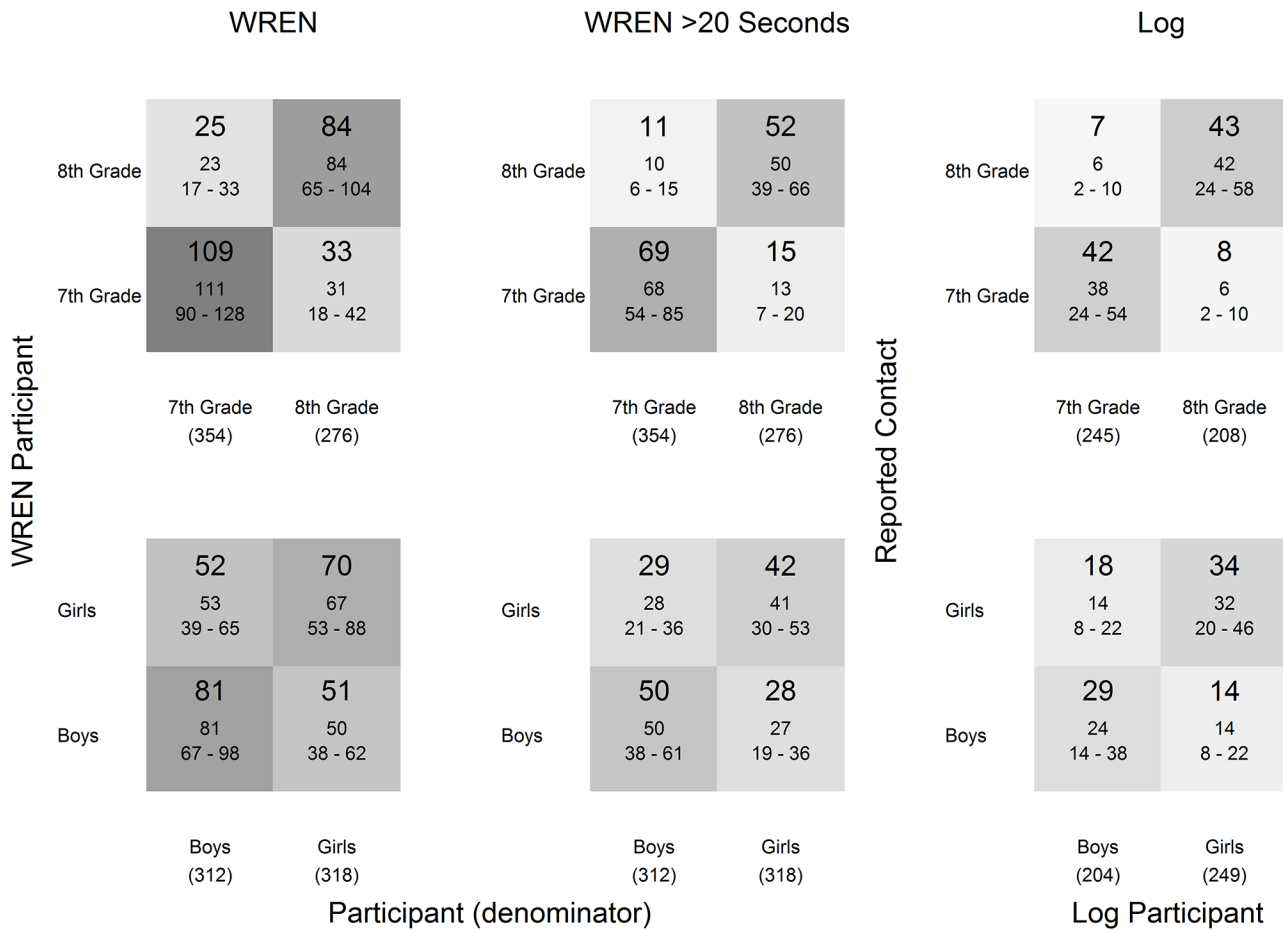 WREN
WREN >20 Seconds
Log
WREN Participant
8th Grade
25
23
17 - 33
84
84
65 - 104
7th Grade
109
111
90 - 128
33
31
18 - 42
7th Grade
(354)
8th Grade
(276)
8th Grade
11
10
6 - 15
52
50
39 - 66
7th Grade
69
68
54 - 85
15
13
7 - 20
7th Grade
(354)
8th Grade
(276)
Reported Contact
8th Grade
7
6
2 - 10
43
42
24 - 58
7th Grade
42
38
24 - 54
8
6
2 - 10
7th Grade
(245)
8th Grade
(208)
Girls
52
53
39 - 65
70
67
53 - 88
Boys
81
81
67 - 98
51
50
38 - 62
Boys
(312)
Girls
(318)
Girls
29
28
21 - 36
42
41
30 - 53
Boys
50
50
38 - 61
28
27
19 - 36
Boys
(312)
Girls
(318)
Girls
18
14
8 - 22
34
32
20 - 46
Boys
29
24
14 - 38
14
14
8 - 22
Boys
(204)
Girls
(249)
Participant (denominator)
Log Participant